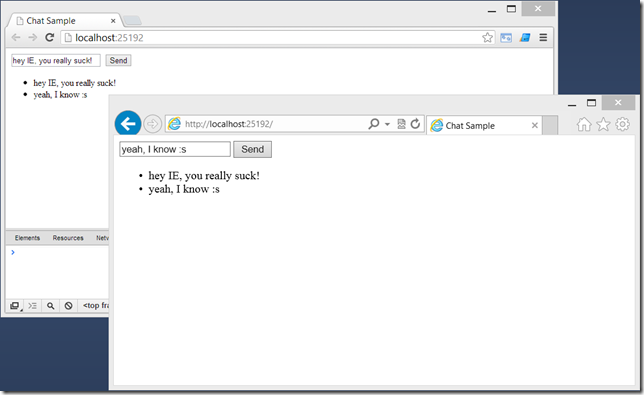 Chat Sample
localhost:25192
hey IE, you really suck! Send
hey IE, you really suck!
yeah, I know :s
Elements Resources
<top fra
http://localhost:25192/
Chat Sample
yeah, I know :s Send
hey IE, you really suck!
yeah, I know :s